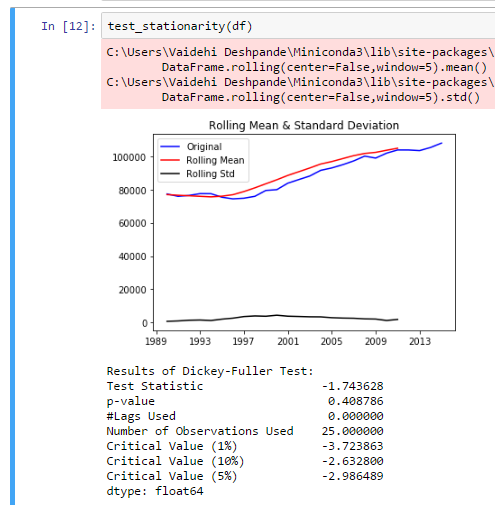 In [12]: test_stationarity(df)
C:\Users\Vaidehi Deshpande\Miniconda3\lib\site-packages\
DataFrame.rolling(center=False,window=5).mean()
C:\Users\Vaidehi Deshpande\Miniconda3\lib\site-packages\
DataFrame.rolling(center=False,window=5).std()
Rolling Mean & Standard Deviation
Original
Rolling Mean
Rolling Std
100000
80000
60000
40000
20000
0
1989 1993 1997 2001 2005 2009 2013
Results of Dickey-Fuller Test:
Test Statistic -1.743628
p-value 0.408786
#Lags Used 0.000000
Number of Observations Used 25.000000
Critical Value (1%) -3.723863
Critical Value (10%) -2.632800
Critical Value (5%) -2.986489
dtype: float64